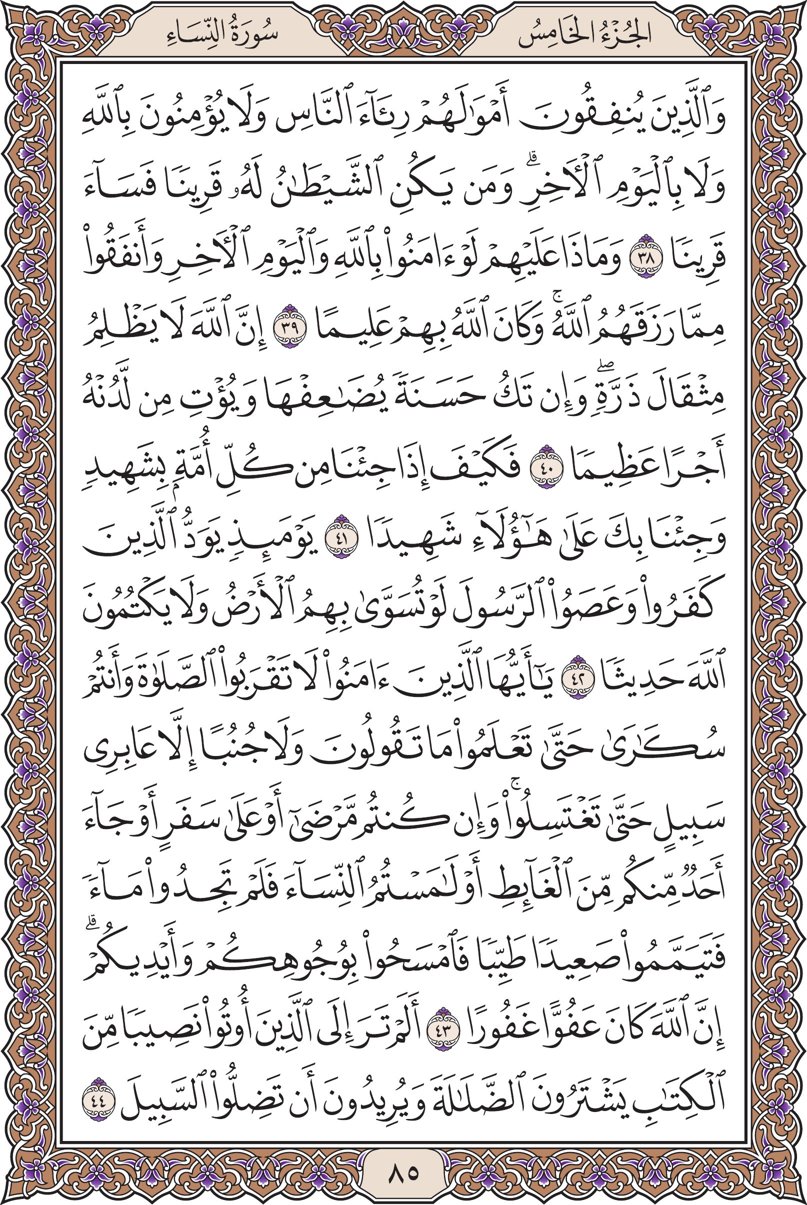 الجُزْءُ الخَامِسُ
سُورَةُ النِّسَاءِ
وَٱلَّذِينَ يُنفِقُونَ أَمْوَٰلَهُمْ رِئَآءَ ٱلنَّاسِ وَلَا يُؤْمِنُونَ بِٱللَّهِ
وَلَا بِٱلْيَوْمِ ٱلْأٓخِرِۗ وَمَن يَكُنِ ٱلشَّيْطَٰنُ لَهُۥ قَرِينًا فَسَآءَ
قَرِينًا ٣٨ وَمَاذَا عَلَيْهِمْ لَوْ ءَامَنُوا۟ بِٱللَّهِ وَٱلْيَوْمِ ٱلْأٓخِرِ وَأَنفَقُوا۟
مِمَّا رَزَقَهُمُ ٱللَّهُۚ وَكَانَ ٱللَّهُ بِهِمْ عَلِيمًا ٣٩ إِنَّ ٱللَّهَ لَا يَظْلِمُ
مِثْقَالَ ذَرَّةٍۖ وَإِن تَكُ حَسَنَةً يُضَٰعِفْهَا وَيُؤْتِ مِن لَّدُنْهُ
أَجْرًا عَظِيمًا ٤٠ فَكَيْفَ إِذَا جِئْنَا مِن كُلِّ أُمَّةٍۭ بِشَهِيدٍ
وَجِئْنَا بِكَ عَلَىٰ هَٰٓؤُلَآءِ شَهِيدًا ٤١ يَوْمَئِذٍ يَوَدُّ ٱلَّذِينَ
كَفَرُوا۟ وَعَصَوُا۟ ٱلرَّسُولَ لَوْ تُسَوَّىٰ بِهِمُ ٱلْأَرْضُ وَلَا يَكْتُمُونَ
ٱللَّهَ حَدِيثًا ٤٢ يَٰٓأَيُّهَا ٱلَّذِينَ ءَامَنُوا۟ لَا تَقْرَبُوا۟ ٱلصَّلَوٰةَ وَأَنتُمْ
سُكَٰرَىٰ حَتَّىٰ تَعْلَمُوا۟ مَا تَقُولُونَ وَلَا جُنُبًا إِلَّا عَابِرِى
سَبِيلٍ حَتَّىٰ تَغْتَسِلُوا۟ۚ وَإِن كُنتُم مَّرْضَىٰٓ أَوْ عَلَىٰ سَفَرٍ أَوْ جَآءَ
أَحَدٌ مِّنكُم مِّنَ ٱلْغَآئِطِ أَوْ لَٰمَسْتُمُ ٱلنِّسَآءَ فَلَمْ تَجِدُوا۟ مَآءً
فَتَيَمَّمُوا۟ صَعِيدًا طَيِّبًا فَٱمْسَحُوا۟ بِوُجُوهِكُمْ وَأَيْدِيكُمْۗ
إِنَّ ٱللَّهَ كَانَ عَفُوًّا غَفُورًا ٤٣ أَلَمْ تَرَ إِلَى ٱلَّذِينَ أُوتُوا۟ نَصِيبًا مِّنَ
ٱلْكِتَٰبِ يَشْتَرُونَ ٱلضَّلَٰلَةَ وَيُرِيدُونَ أَن تَضِلُّوا۟ ٱلسَّبِيلَ ٤٤
٨٥